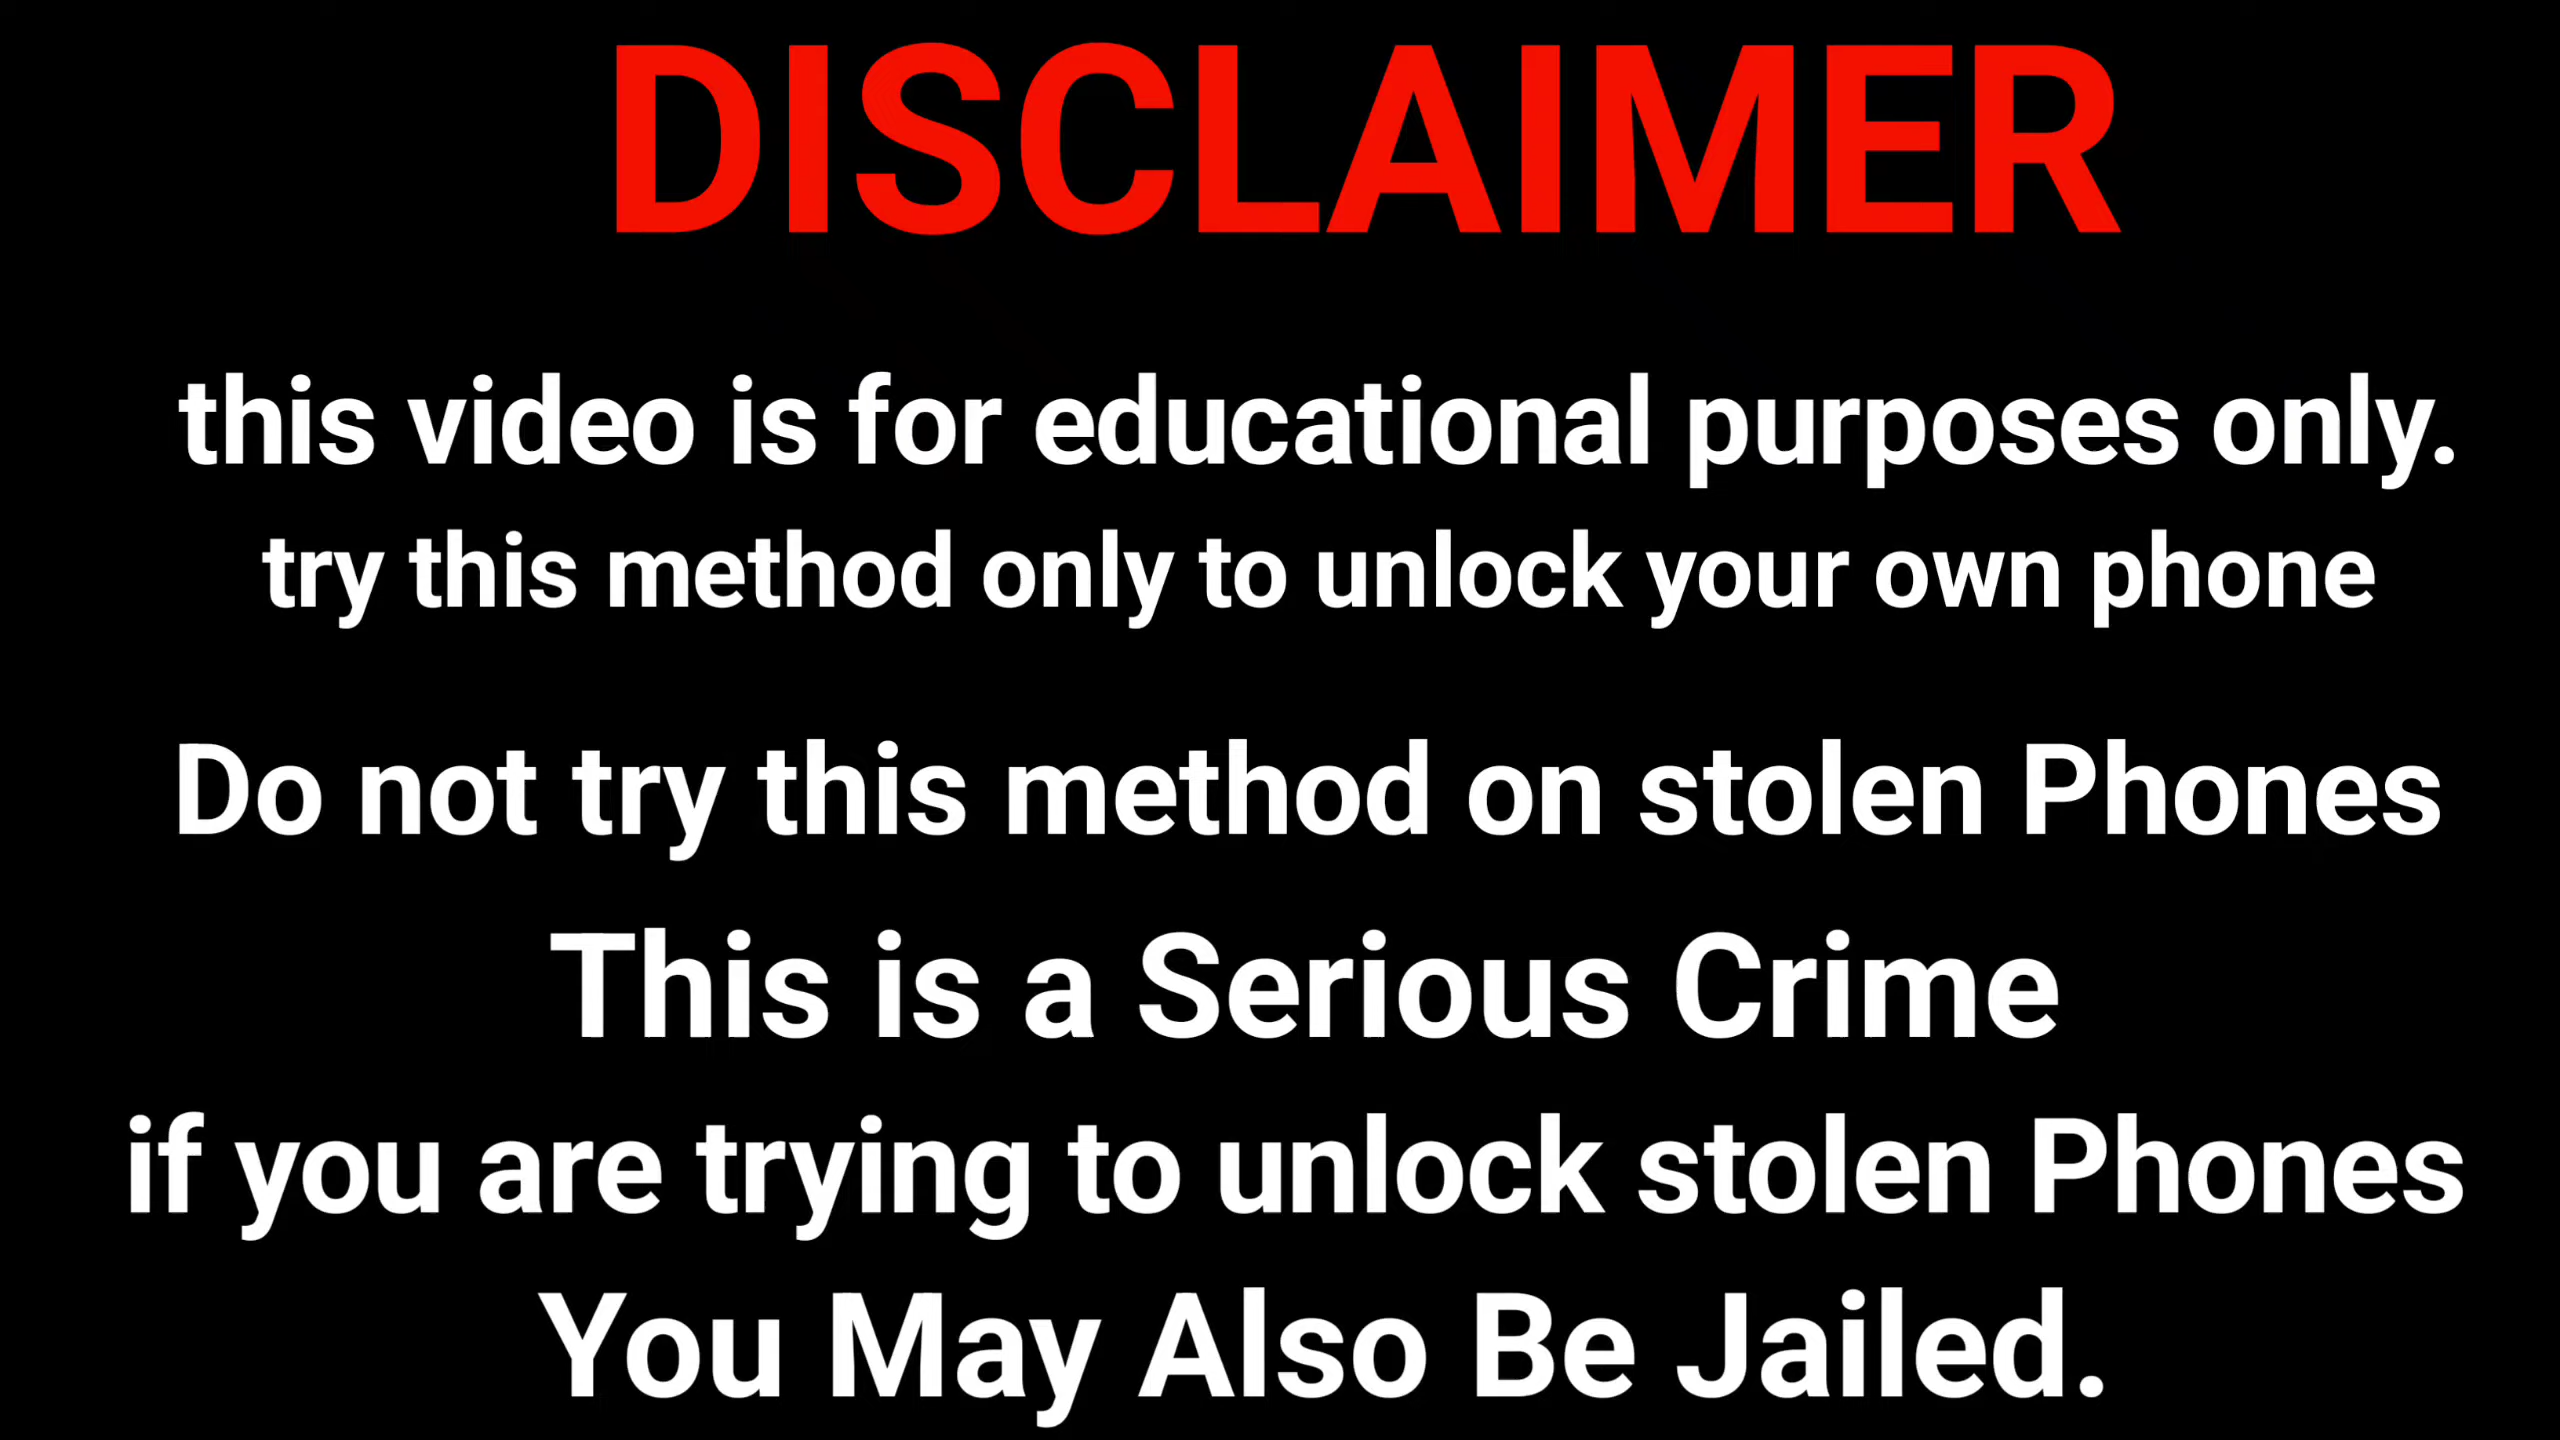 DISCLAIMER
this video is for educational purposes only.
try this method only to unlock your own phone
Do not try this method on stolen Phones
This is a Serious Crime
if you are trying to unlock stolen Phones
You May Also Be Jailed.